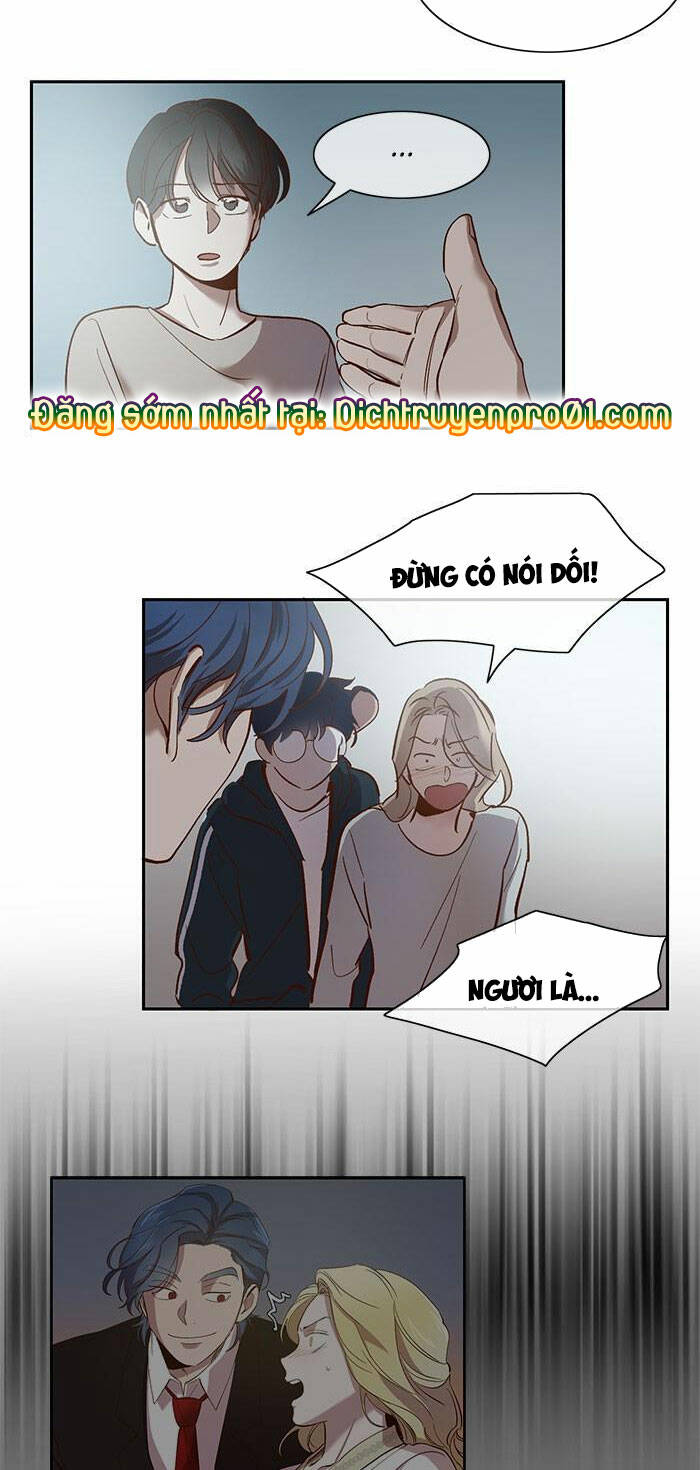 ...
Đăng sớm nhất tại: Dichtruyenpro01.com
ĐỪNG CÓ NÓI DỐI!
NGƯƠI LÀ...